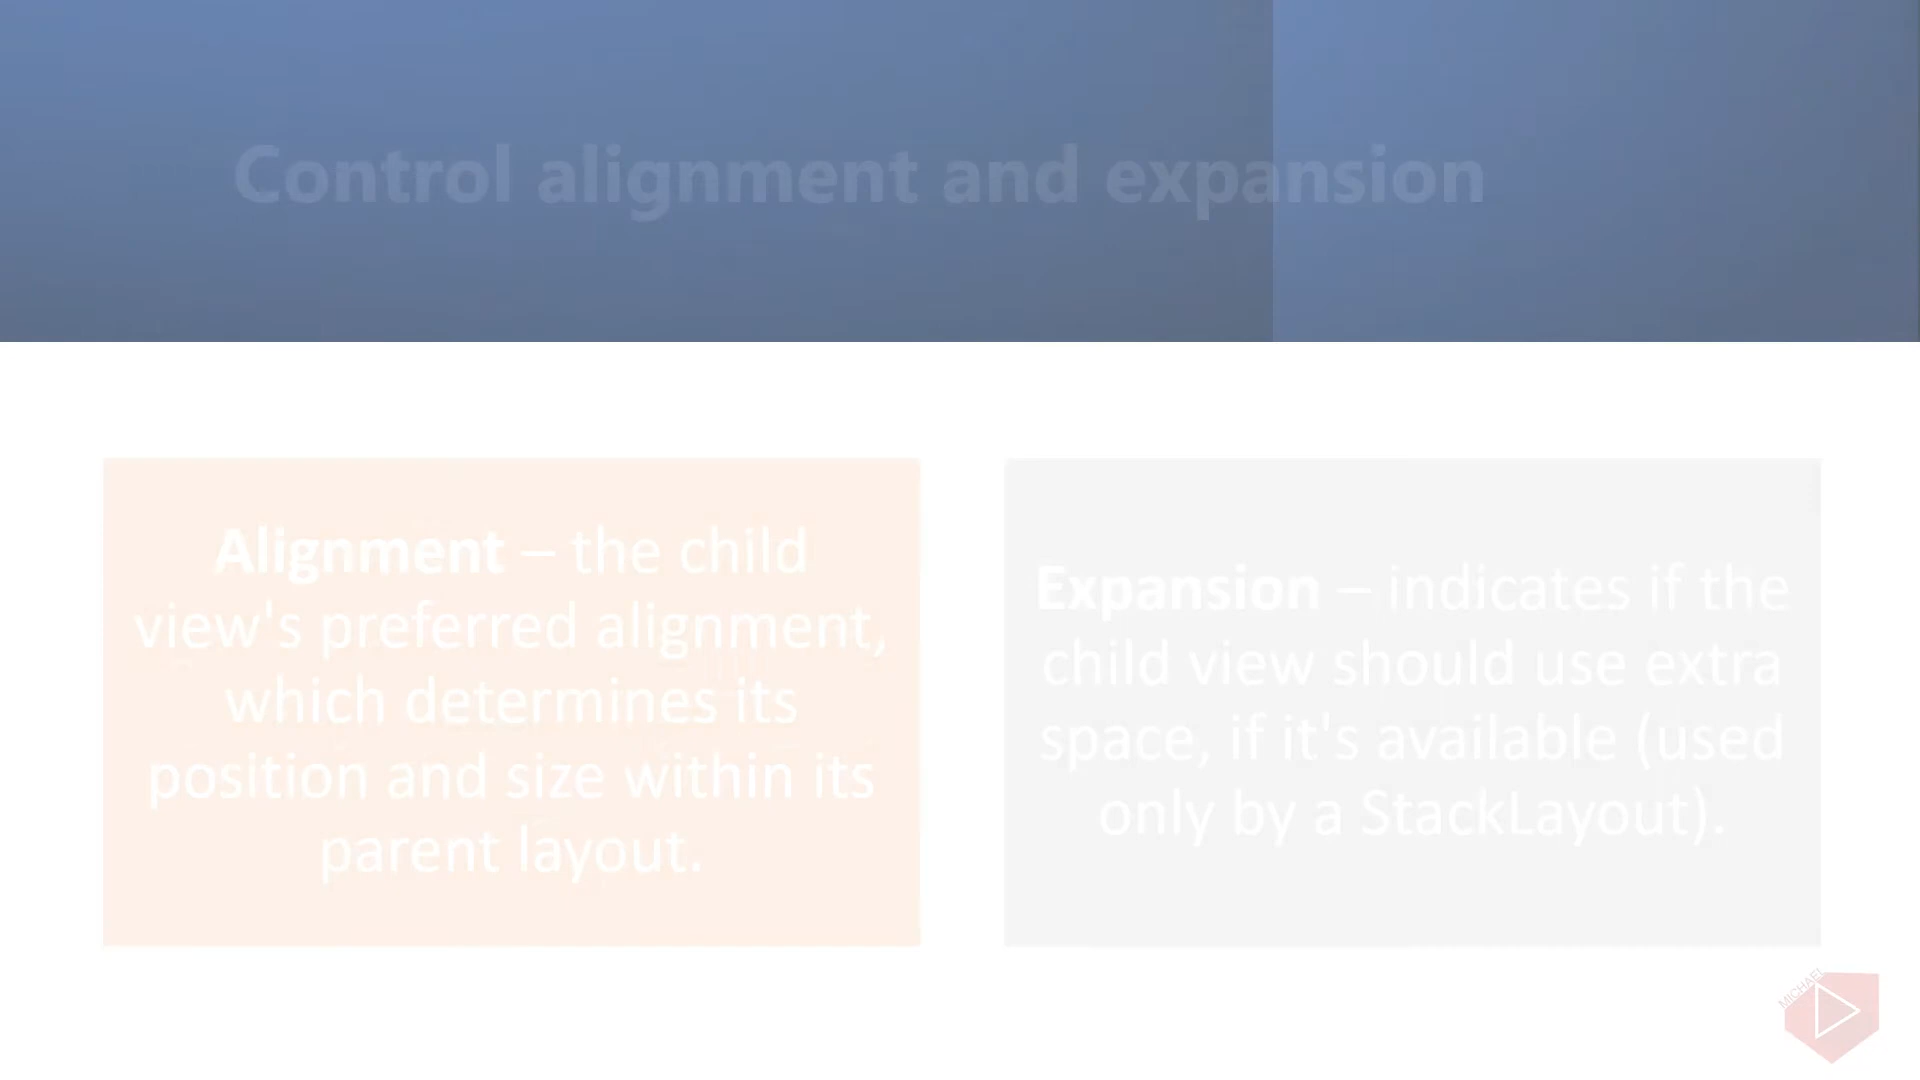 Control alignment and expansion
Alignment – the child
view's preferred alignment,
which determines its
position and size within its
parent layout.
Expansion – indicates if the
child view should use extra
space, if it's available (used
only by a StackLayout).
MICHAEL